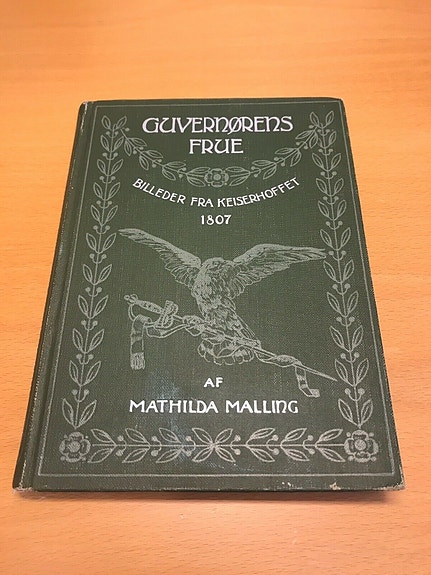 GUVERNØRENS
FRUE
BILLEDER FRA KEISERHOFFET
1807
AF
MATHILDA MALLING